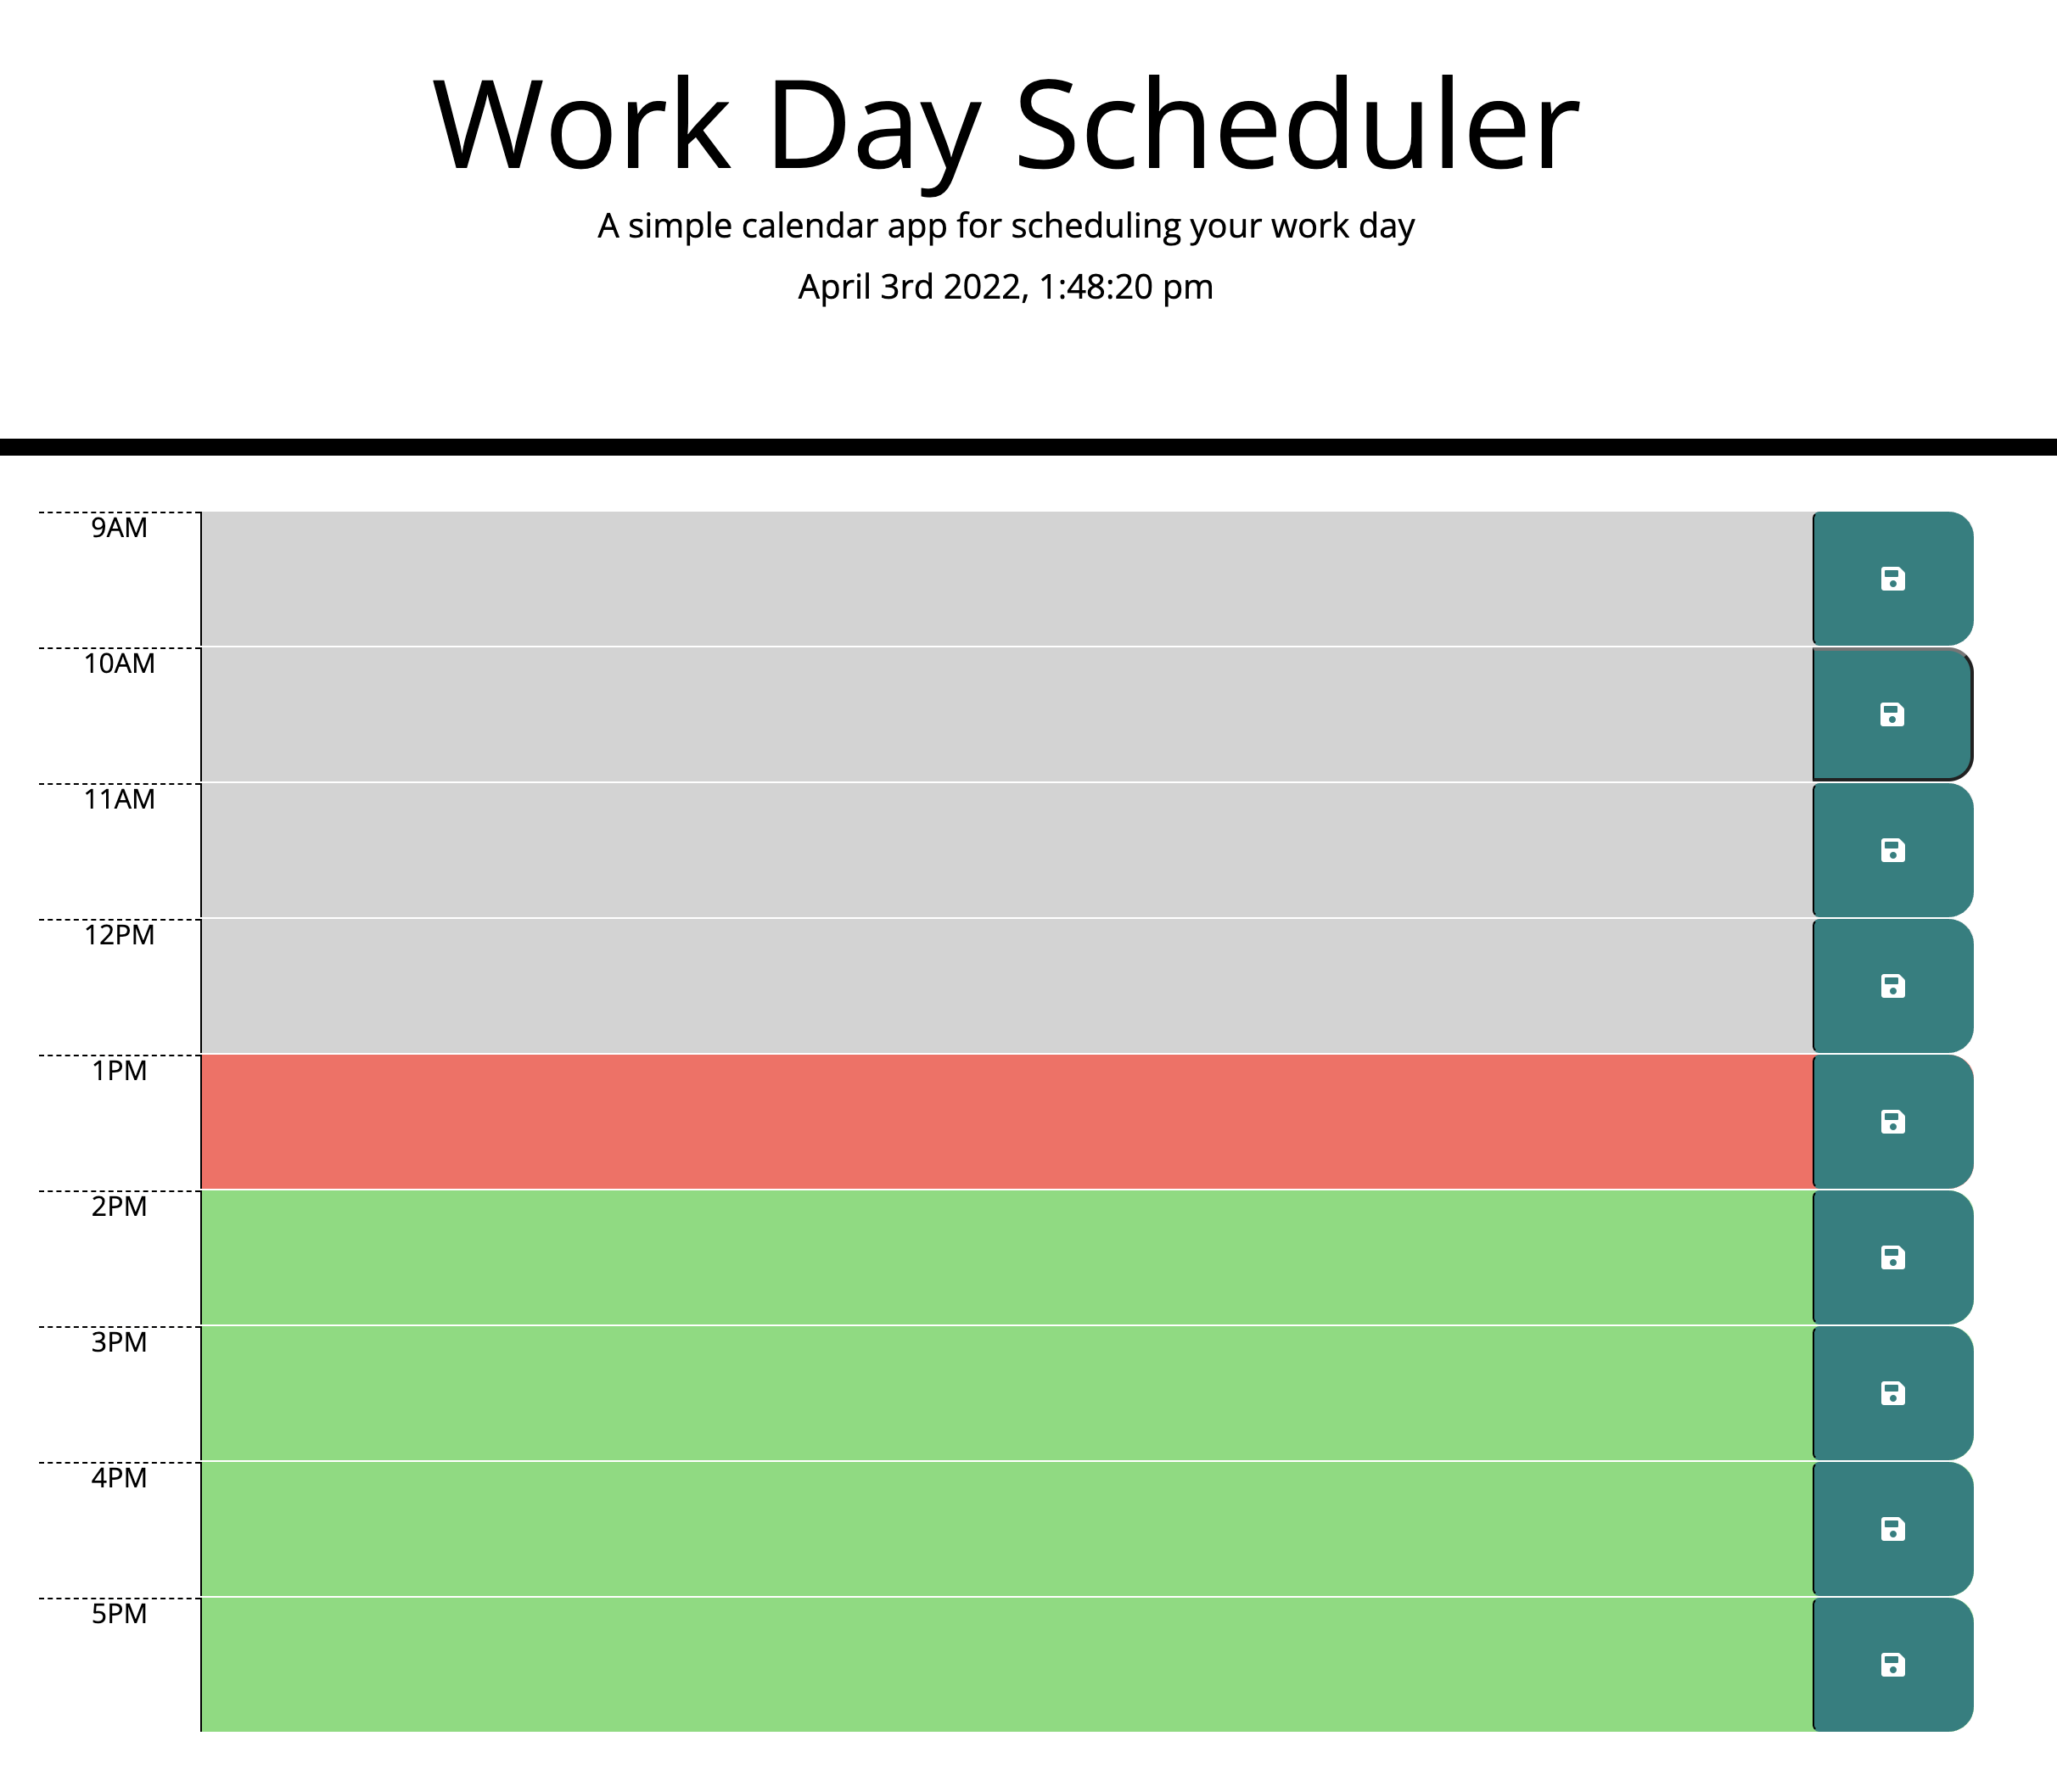 Work Day Scheduler
A simple calendar app for scheduling your work day
April 3rd 2022, 1:48:20 pm
9AM
10AM
11AM
12PM
1PM
2PM
3PM
4PM
5PM